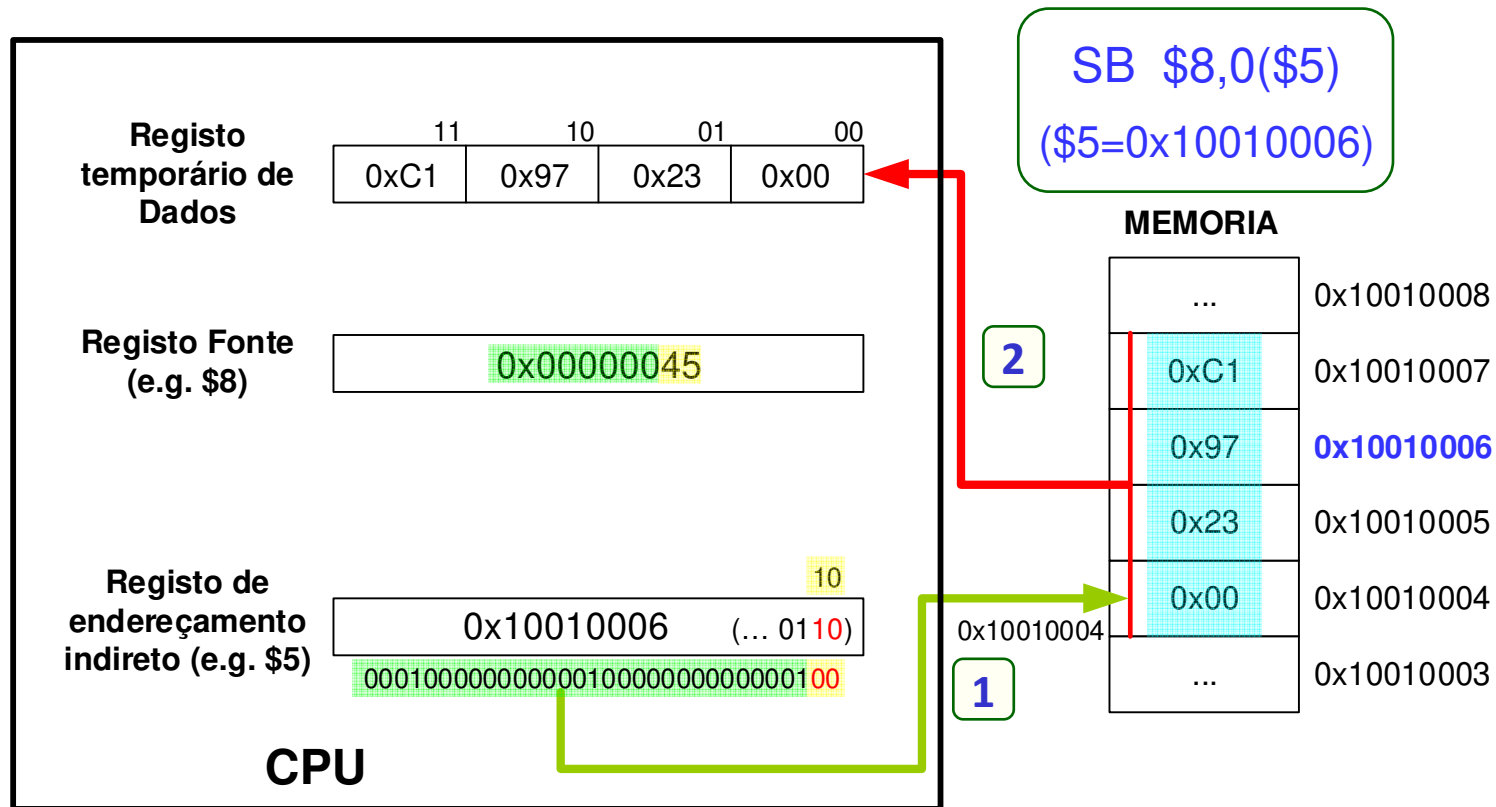 SB $8,0($5)
($5=0x10010006)
Registo
temporário de
Dados
11 10 01 00
0xC1 0x97 0x23 0x00
MEMORIA
... 0x10010008
0xC1 0x10010007
0x97 0x10010006
0x23 0x10010005
0x00 0x10010004
... 0x10010003
2
Registo Fonte
(e.g. $8)
0x00000045
Registo de
endereçamento
indireto (e.g. $5)
10
0x10010006 (... 0110)
00010000000000010000000000000100
0x10010004
1
CPU